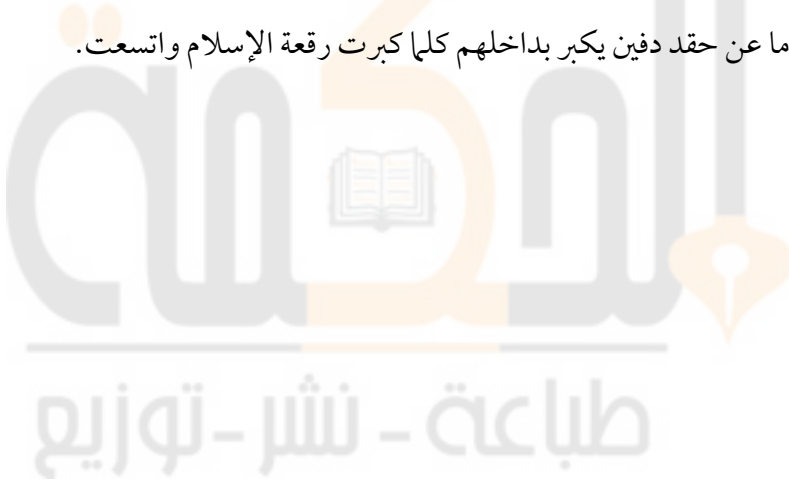 ما عن حقد دفين يكبر بداخلهم كلما كبرت رقعة الإسلام واتسعت.
الحكمة
طباعة - نشر - توزيع